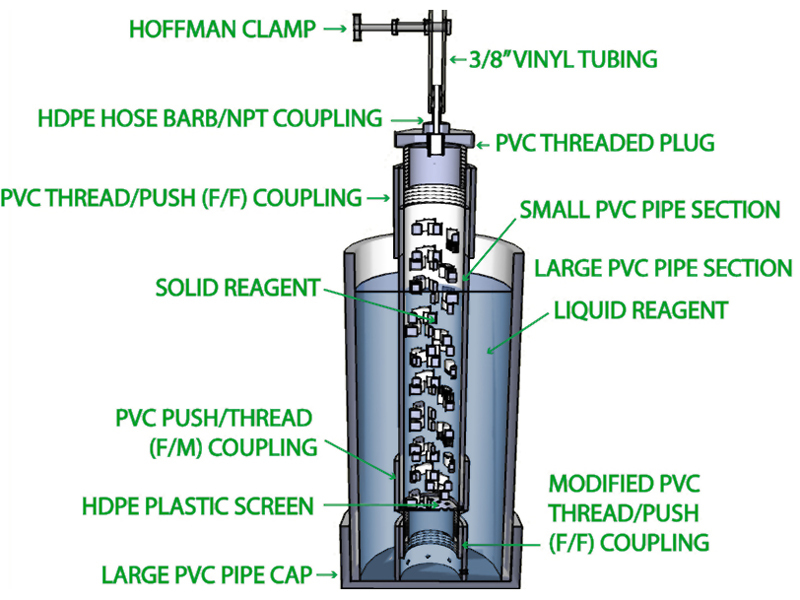 HOFFMAN CLAMP
3/8” VINYL TUBING
HDPE HOSE BARB/NPT COUPLING
PVC THREADED PLUG
PVC THREAD/PUSH (F/F) COUPLING
SMALL PVC PIPE SECTION
LARGE PVC PIPE SECTION
SOLID REAGENT
LIQUID REAGENT
PVC PUSH/THREAD
(F/M) COUPLING
HDPE PLASTIC SCREEN
MODIFIED PVC
THREAD/PUSH
(F/F) COUPLING
LARGE PVC PIPE CAP